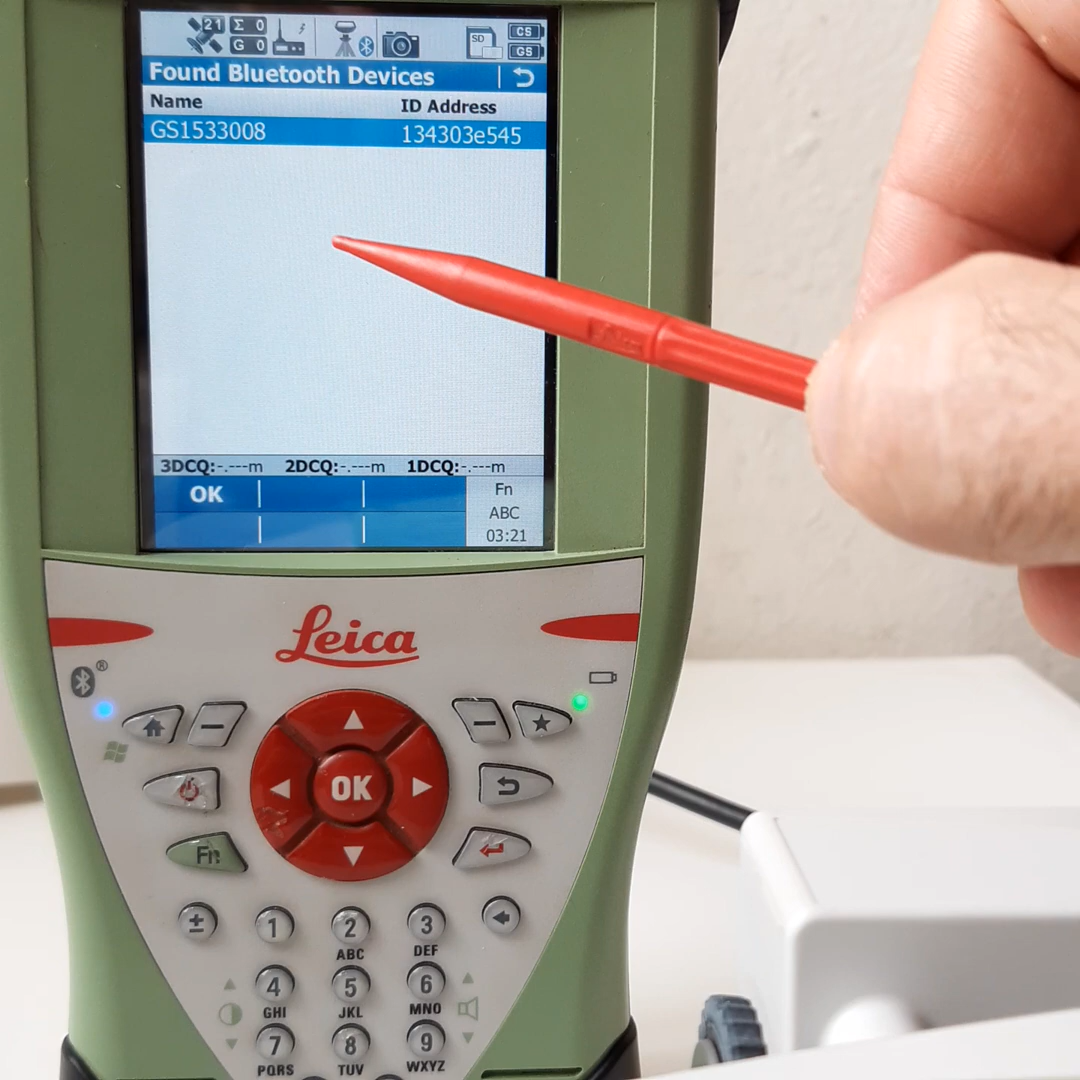 21 Σ 0 SD CS
G 0 GS
Found Bluetooth Devices
Name ID Address
GS1533008 134303e545
3DCQ:-.---m 2DCQ:-.---m 1DCQ:-.---m
OK Fn
ABC
03:21
Leica
®
OK
Fn
± 1 2 3
ABC DEF
4 5 6
GHI JKL MNO
7 8 9
PQRS TUV WXYZ